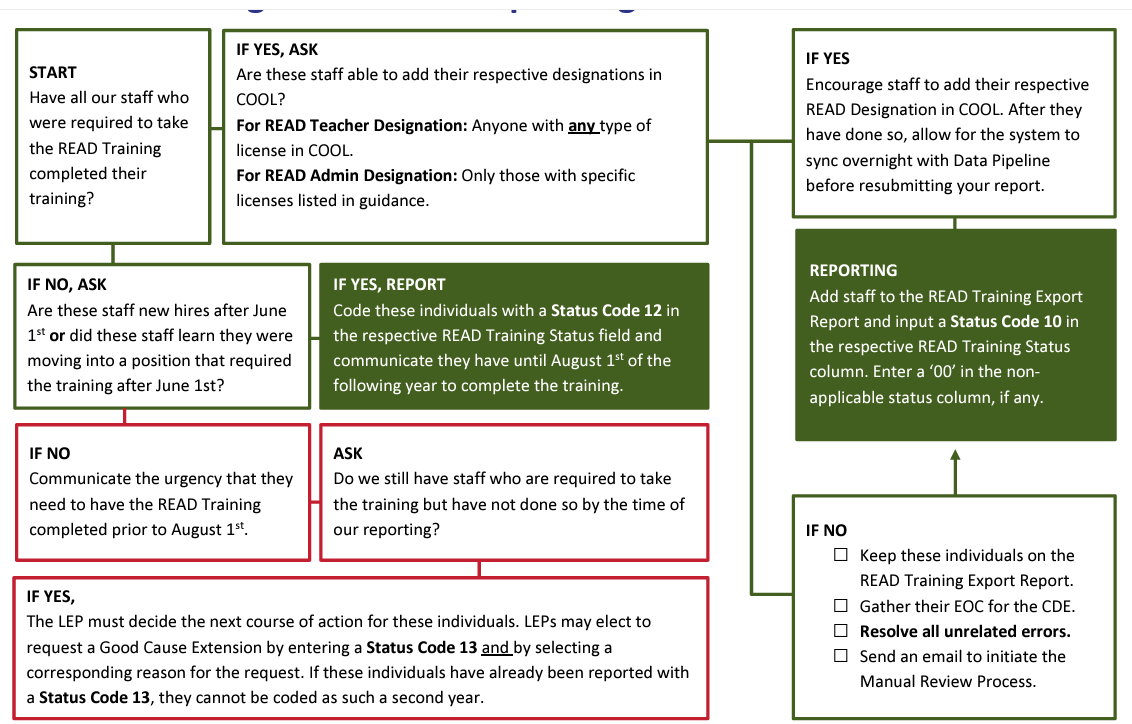 START
Have all our staff who
were required to take
the READ Training
completed their
training?
IF YES, ASK
Are these staff able to add their respective designations in
COOL?
For READ Teacher Designation: Anyone with any type of
license in COOL.
For READ Admin Designation: Only those with specific
licenses listed in guidance.
IF YES
Encourage staff to add their respective
READ Designation in COOL. After they
have done so, allow for the system to
sync overnight with Data Pipeline
before resubmitting your report.
IF NO, ASK
Are these staff new hires after June
1st or did these staff learn they were
moving into a position that required
the training after June 1st?
IF YES, REPORT
Code these individuals with a Status Code 12 in
the respective READ Training Status field and
communicate they have until August 1st of the
following year to complete the training.
REPORTING
Add staff to the READ Training Export
Report and input a Status Code 10 in
the respective READ Training Status
column. Enter a ‘00’ in the non-
applicable status column, if any.
IF NO
Communicate the urgency that they
need to have the READ Training
completed prior to August 1st.
ASK
Do we still have staff who are required to take
the training but have not done so by the time of
our reporting?
IF NO
☐ Keep these individuals on the
READ Training Export Report.
☐ Gather their EOC for the CDE.
☐ Resolve all unrelated errors.
☐ Send an email to initiate the
Manual Review Process.
IF YES,
The LEP must decide the next course of action for these individuals. LEPs may elect to
request a Good Cause Extension by entering a Status Code 13 and by selecting a
corresponding reason for the request. If these individuals have already been reported with
a Status Code 13, they cannot be coded as such a second year.